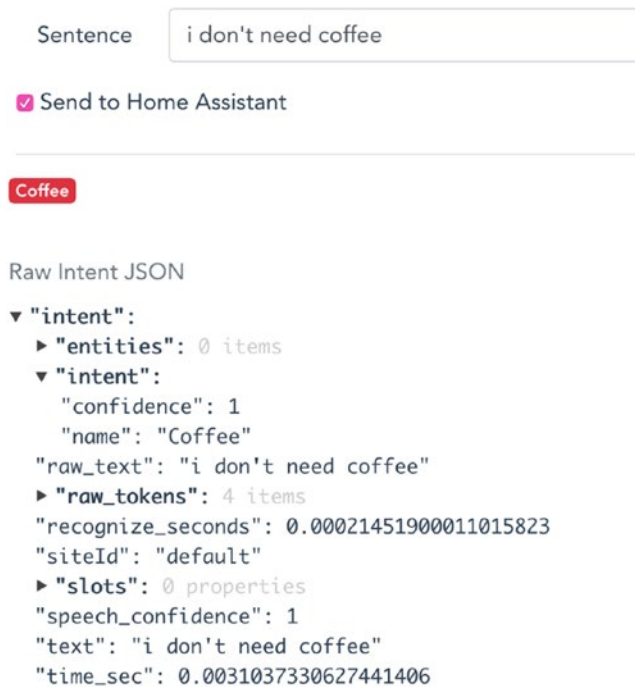 Sentence i don't need coffee
Send to Home Assistant
Coffee
Raw Intent JSON
"intent":
"entities": 0 items
"intent":
"confidence": 1
"name": "Coffee"
"raw_text": "i don't need coffee"
"raw_tokens": 4 items
"recognize_seconds": 0.00021451900011015823
"siteId": "default"
"slots": 0 properties
"speech_confidence": 1
"text": "i don't need coffee"
"time_sec": 0.0031037330627441406